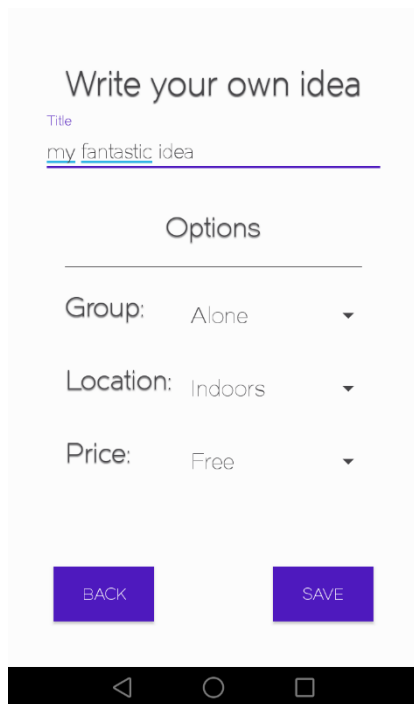 Write your own idea
Title
my fantastic idea
Options
Group: Alone
Location: Indoors
Price: Free
BACK SAVE